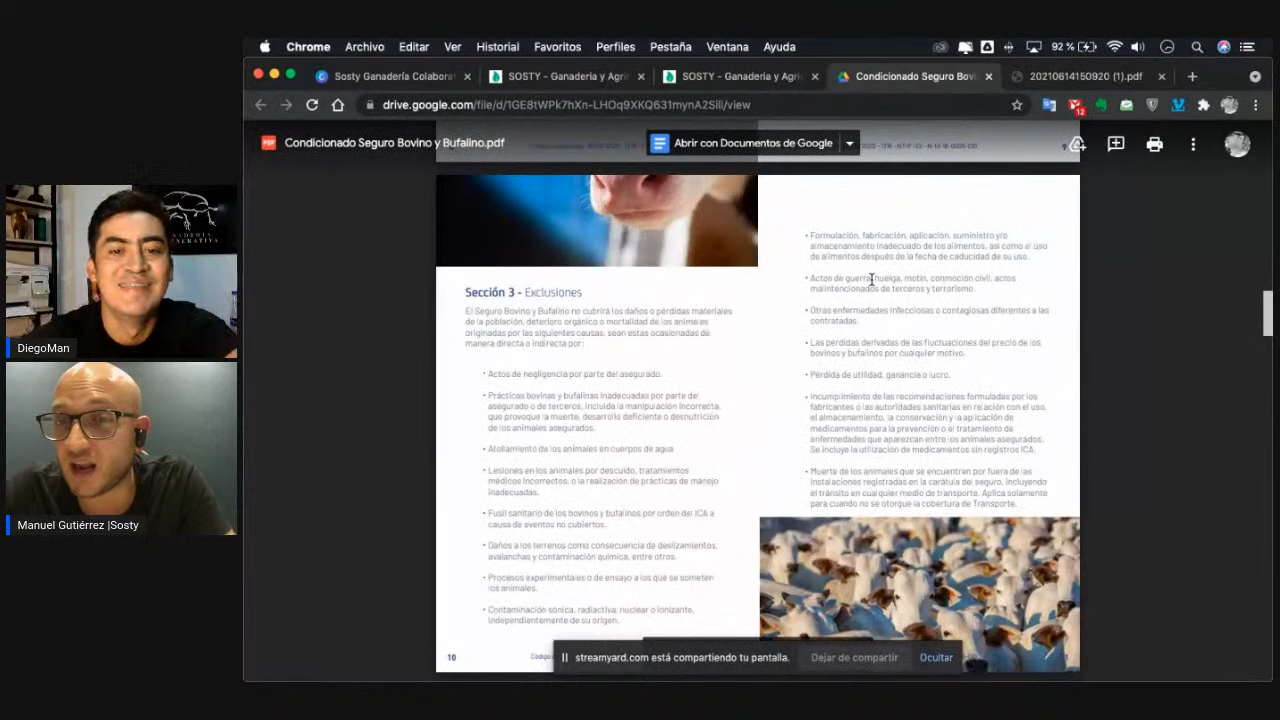 Chrome Archivo Editar Ver Historial Favoritos Perfiles Pestaña Ventana Ayuda
92 %
Sosty Ganadería Colabora
SOSTY - Ganaderia y Agri
SOSTY - Ganaderia y Agri
Condicionado Seguro Bovi
20210614150920 (1).pdf
drive.google.com/file/d/1GE8tWPk7hXn-LHOq9XKQ631mynA2Sili/view
12
PDF
Condicionado Seguro Bovino y Bufalino.pdf
Abrir con Documentos de Google
Sección 3 - Exclusiones
El Seguro Bovino y Bufalino no cubrirá los daños o pérdidas materiales
de la población, deterioro orgánico o mortalidad de los animales
originadas por las siguientes causas, sean estas ocasionadas de
manera directa o indirecta por:
• Actos de negligencia por parte del asegurado.
• Prácticas bovinas y bufalinas inadecuadas por parte de
asegurado o de terceros, incluida la manipulación incorrecta,
que provoque la muerte, desarrollo deficiente o desnutrición
de los animales asegurados.
• Atollamiento de los animales en cuerpos de agua
• Lesiones en los animales por descuido, tratamientos
médicos incorrectos, o la realización de prácticas de manejo
inadecuadas.
• Fusil sanitario de los bovinos y bufalinos por orden del ICA a
causa de eventos no cubiertos.
• Daños a los terrenos como consecuencia de deslizamientos,
avalanchas y contaminación química, entre otros.
• Procesos experimentales o de ensayo a los que se someten
los animales.
• Contaminación sónica, radiactiva, nuclear o ionizante,
independientemente de su origen.
10
• Formulación, fabricación, aplicación, suministro y/o
almacenamiento inadecuado de los alimentos, así como al uso
de alimentos después de la fecha de caducidad de su uso.
• Actos de guerra, huelga, motín, conmoción civil, actos
malintencionados de terceros y terrorismo.
• Otras enfermedades infecciosas o contagiosas diferentes a las
contratadas.
• Las pérdidas derivadas de las fluctuaciones del precio de los
bovinos y bufalinos por cualquier motivo.
• Pérdida de utilidad, ganancia o lucro.
• Incumplimiento de las recomendaciones formuladas por los
fabricantes o las autoridades sanitarias en relación con el uso,
el almacenamiento, la conservación y la aplicación de
medicamentos para la prevención o el tratamiento de
enfermedades que aparezcan entre los animales asegurados.
Se incluye la utilización de medicamentos sin registros ICA.
• Muerte de los animales que se encuentren por fuera de las
instalaciones registradas en la carátula del seguro, incluyendo
el tránsito en cualquier medio de transporte. Aplica solamente
para cuando no se otorgue la cobertura de Transporte.
streamyard.com está compartiendo tu pantalla.
Dejar de compartir
Ocultar
DiegoMan
Manuel Gutiérrez |Sosty